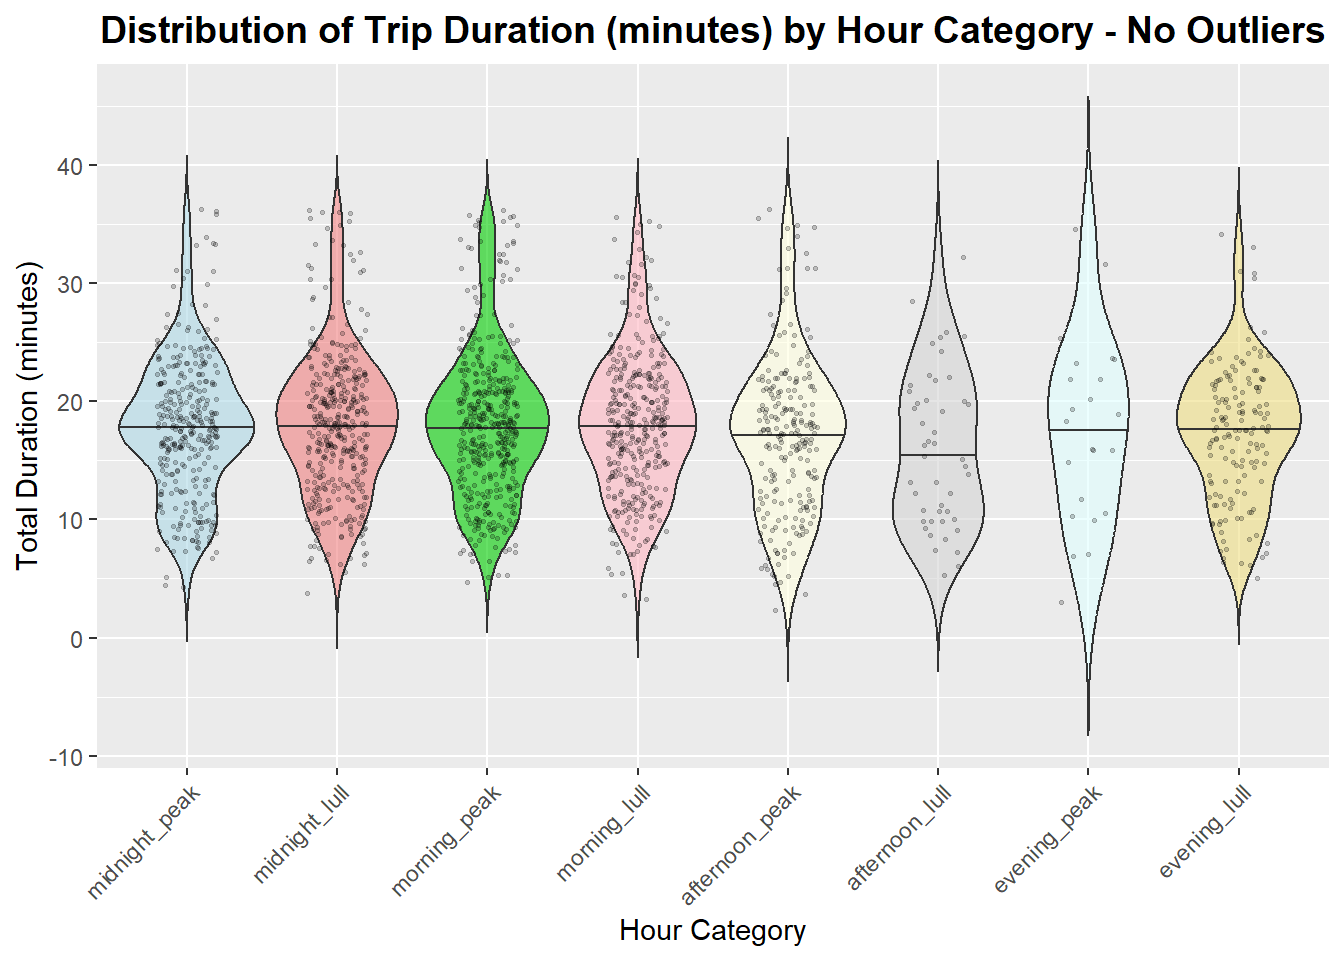 Distribution of Trip Duration (minutes) by Hour Category - No Outliers
Total Duration (minutes)
40
30
20
10
0
-10
midnight_peak
midnight_lull
morning_peak
morning_lull
afternoon_peak
afternoon_lull
evening_peak
evening_lull
Hour Category